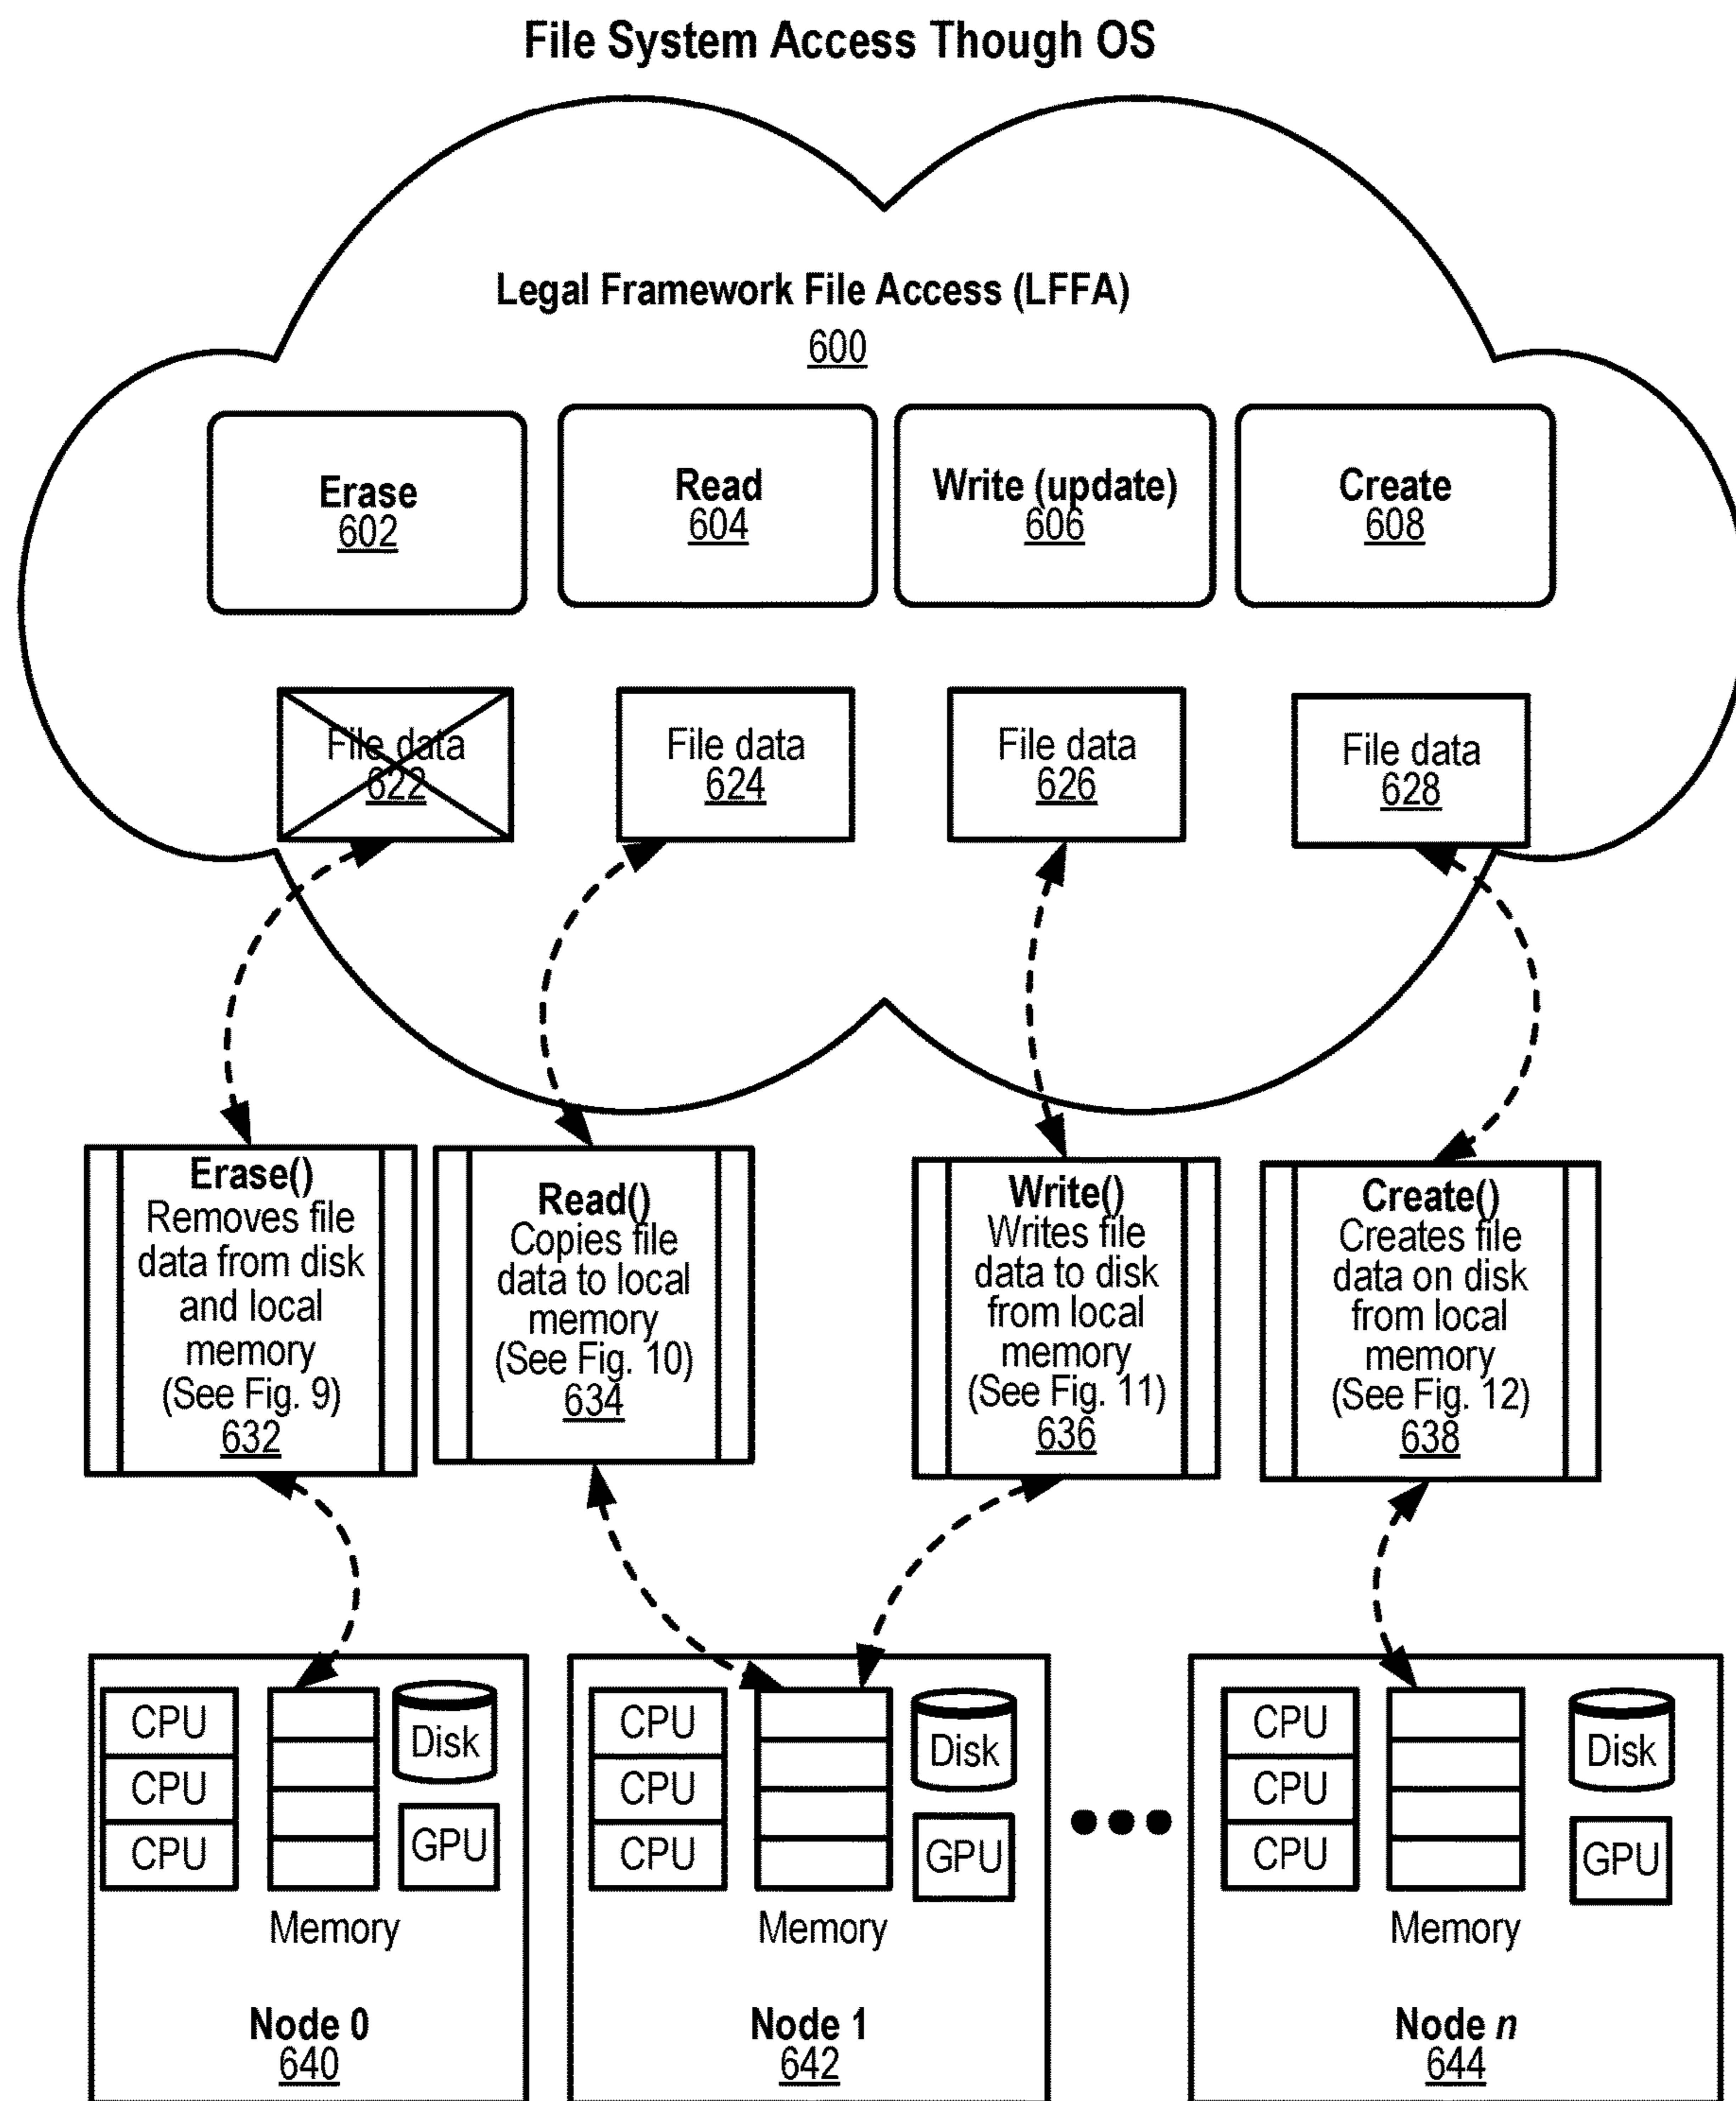 File System Access Though OS
Legal Framework File Access (LFFA)
600
Erase
602
Read
604
Write (update)
606
Create
608
File data
622
File data
624
File data
626
File data
628
Erase()
Removes file
data from disk
and local
memory
(See Fig. 9)
632
Read()
Copies file
data to local
memory
(See Fig. 10)
634
Write()
Writes file
data to disk
from local
memory
(See Fig. 11)
636
Create()
Creates file
data on disk
from local
memory
(See Fig. 12)
638
CPU
CPU
CPU
Memory
Disk
GPU
Node 0
640
CPU
CPU
CPU
Memory
Disk
GPU
Node 1
642
CPU
CPU
CPU
Memory
Disk
GPU
Node n
644